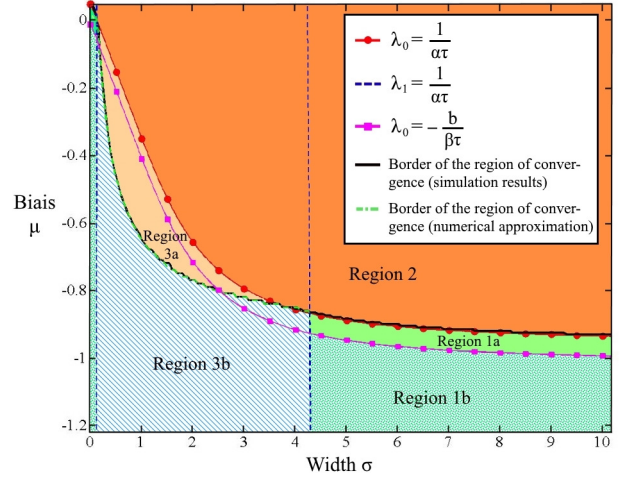 0
-0.2
-0.4
-0.6
-0.8
-1
-1.2
Biais
μ
λ0 = 1/ατ
λ1 = 1/ατ
λ0 = - b/βτ
Border of the region of conver-
gence (simulation results)
Border of the region of conver-
gence (numerical approximation)
Region
3a
Region 2
Region 1a
Region 3b
Region 1b
0 1 2 3 4 5 6 7 8 9 10
Width σ